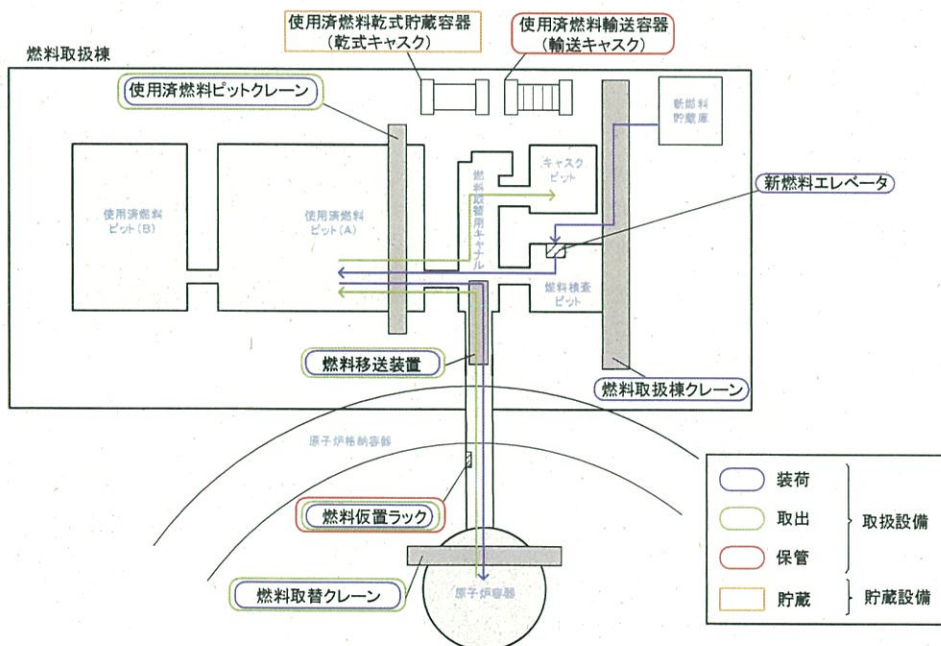 使用済燃料乾式貯蔵容器
(乾式キャスク)
使用済燃料輸送容器
(輸送キャスク)
燃料取扱棟
使用済燃料ピットクレーン
新燃料
貯蔵庫
キャスク
ピット
新燃料エレベータ
燃料取替用キャナル
使用済燃料
ピット(B)
使用済燃料
ピット(A)
燃料検査
ピット
燃料移送装置
燃料取扱棟クレーン
原子炉格納容器
燃料仮置ラック
燃料取替クレーン
原子炉容器
装荷
取出
保管
取扱設備
貯蔵
貯蔵設備